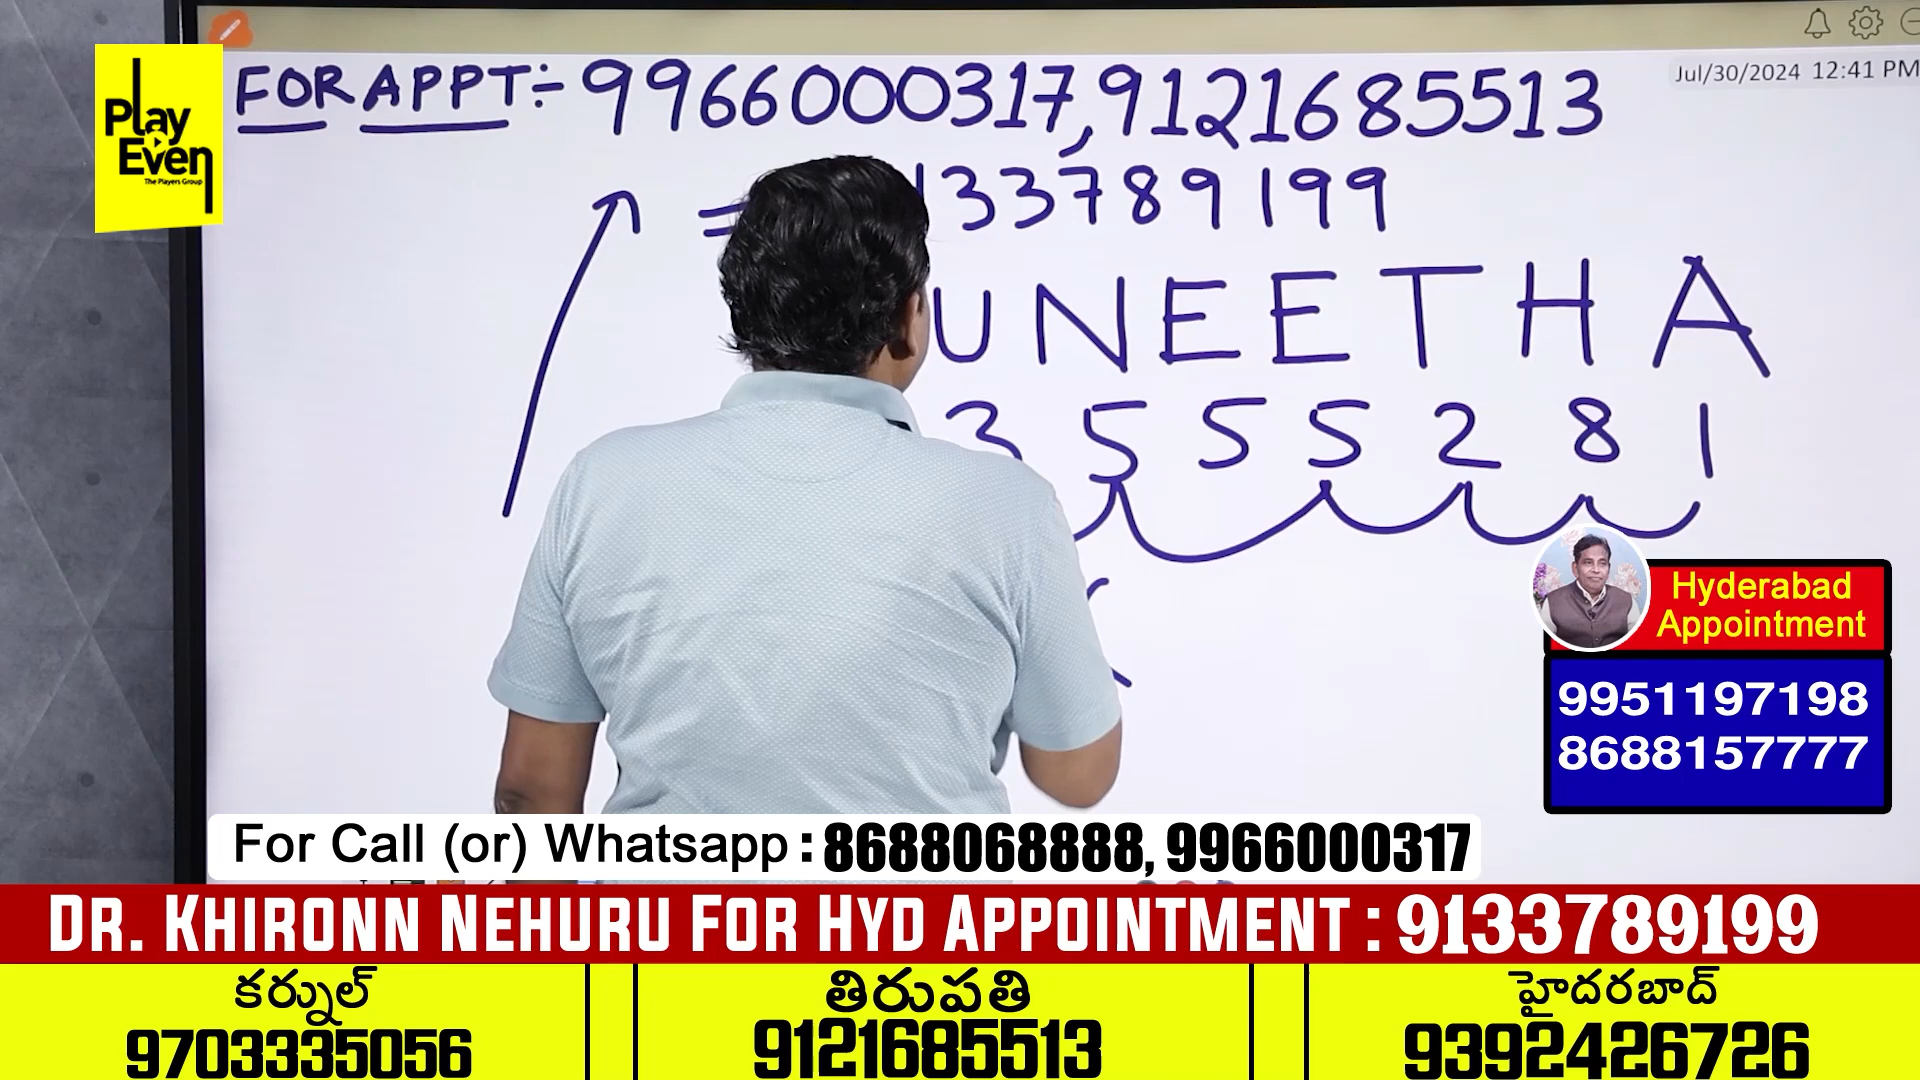 Jul/30/2024 12:41 PM
Play
Even
The Players Group
FOR APPT:- 9966000317, 9121685513
= 133789199
UNEETHA
3 5 5 5 2 8 1
Hyderabad
Appointment
9951197198
8688157777
For Call (or) Whatsapp : 8688068888, 9966000317
DR. KHIRONN NEHURU FOR HYD APPOINTMENT : 9133789199
కర్నుల్
9703335056
తిరుపతి
9121685513
హైదరబాద్
9392426726